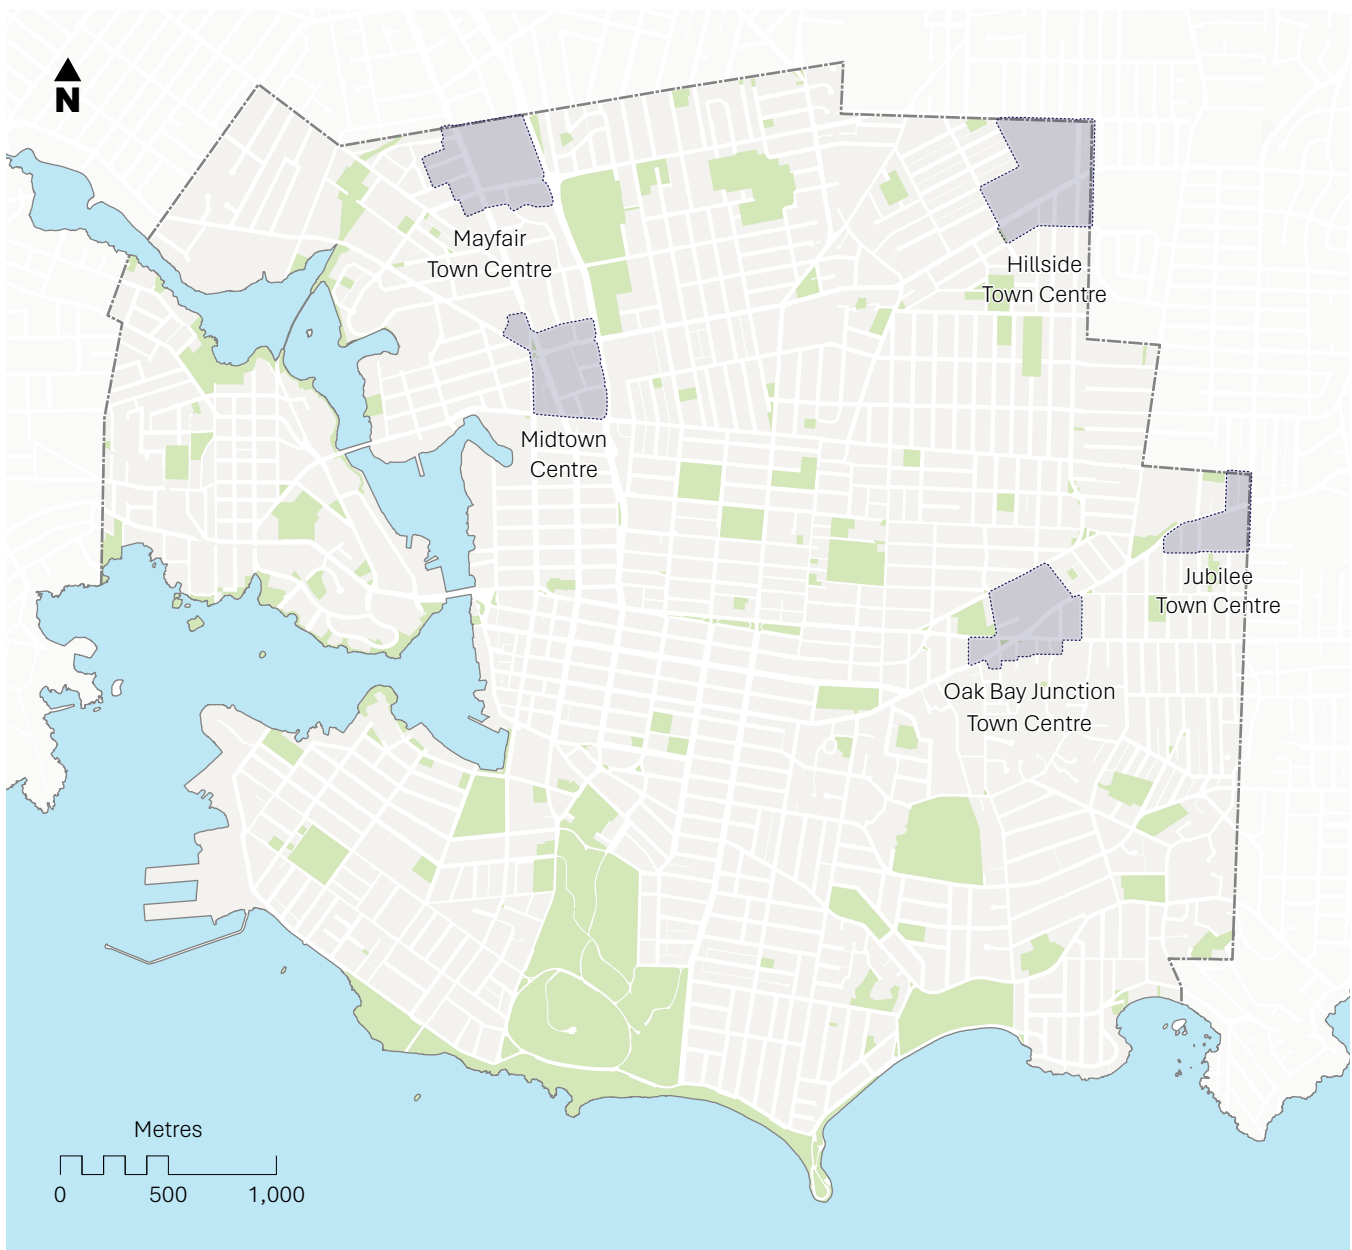 N
Mayfair
Town Centre
Hillside
Town Centre
Midtown
Centre
Jubilee
Town Centre
Oak Bay Junction
Town Centre
Metres
0 500 1,000